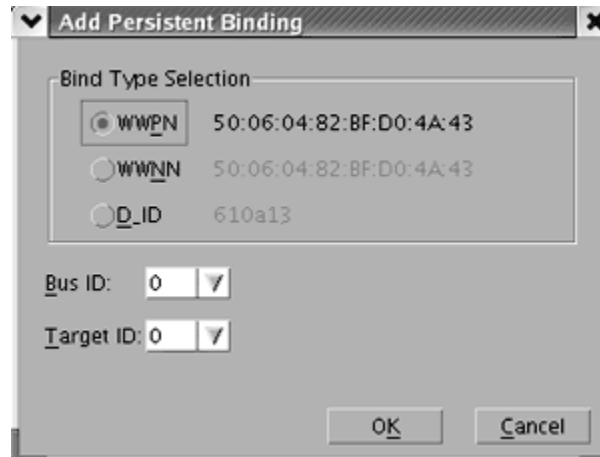 Add Persistent Binding
Bind Type Selection
WWPN 50:06:04:82:BF:D0:4A:43
WWNN 50:06:04:82:BF:D0:4A:43
D_ID 610a13
Bus ID: 0
Target ID: 0
OK Cancel